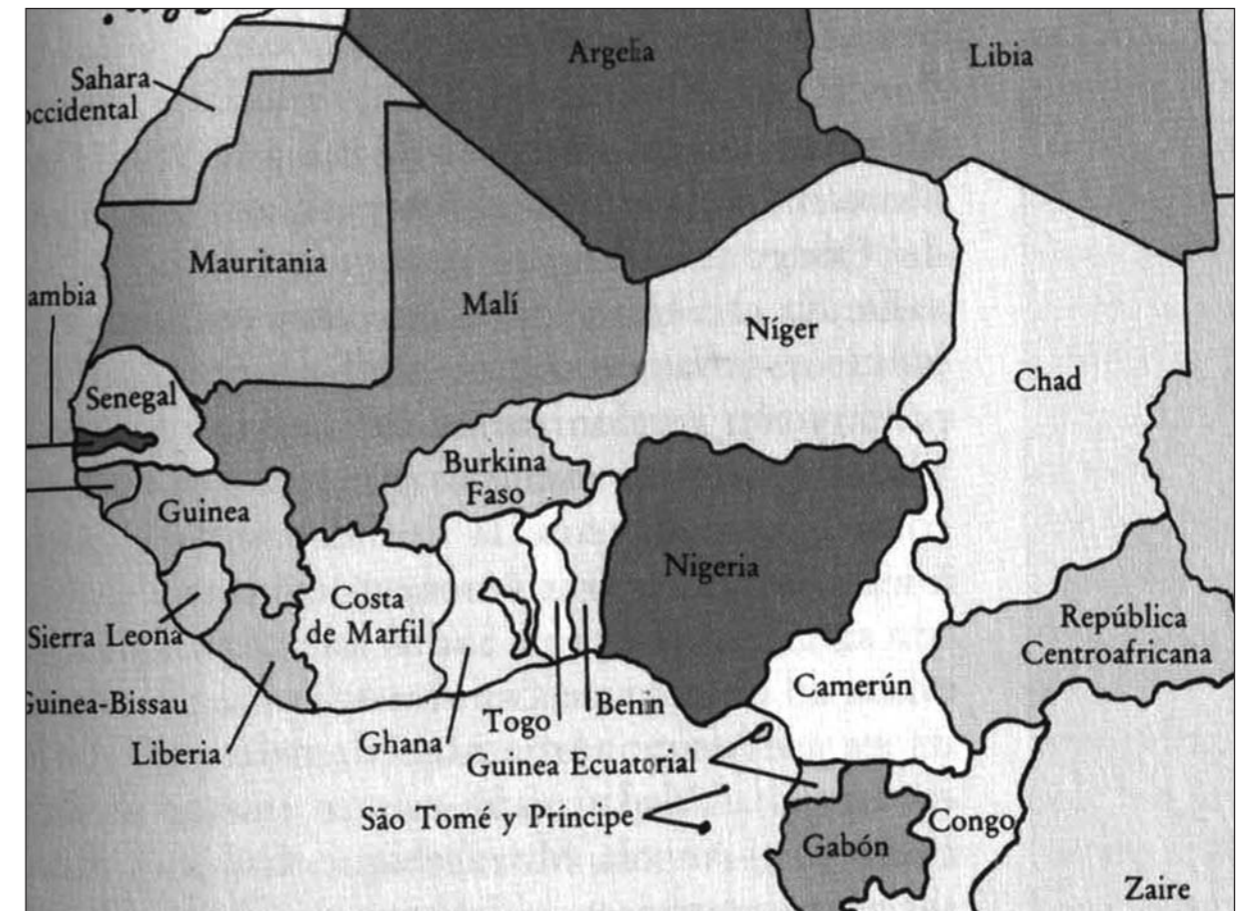 Argelia
Libia
Sahara
occidental
Mauritania
Malí
Níger
Chad
ambia
Senegal
Burkina
Faso
Guinea
Nigeria
Costa
de Marfil
República
Centroafricana
Sierra Leona
Camerún
Guinea-Bissau
Togo
Benin
Liberia
Ghana
Guinea Ecuatorial
São Tomé y Príncipe
Congo
Gabón
Zaire